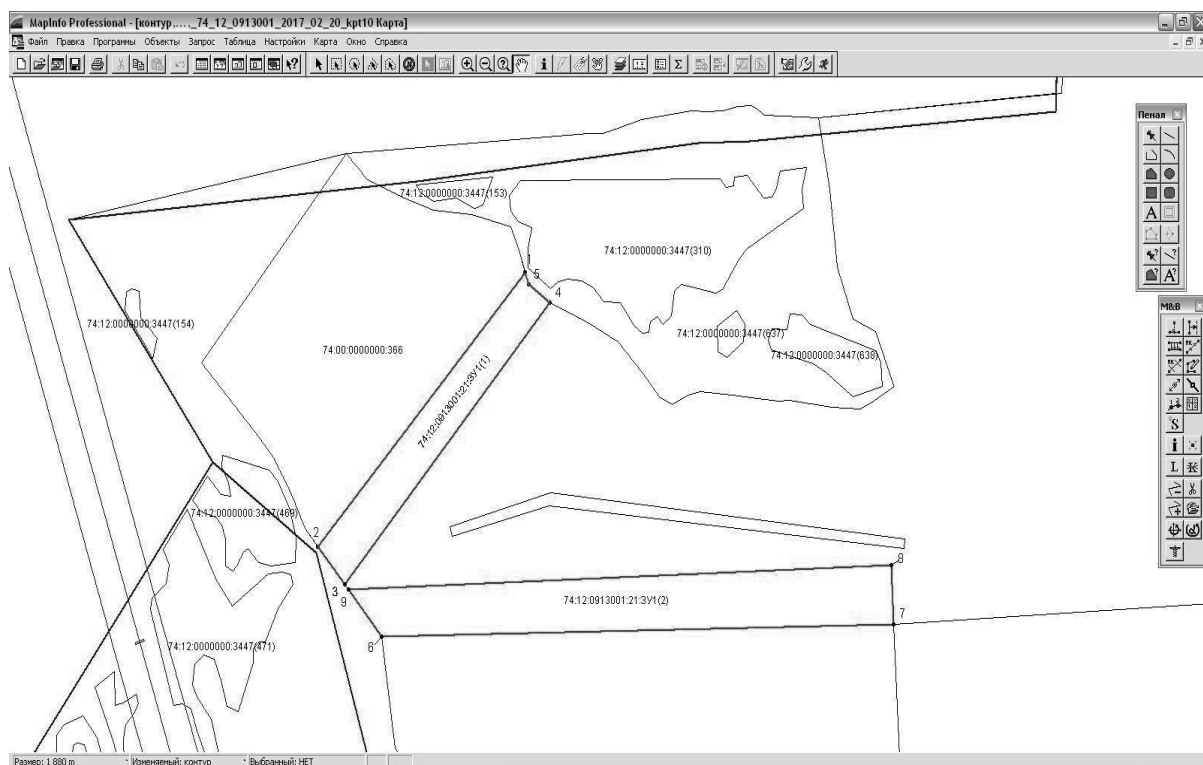 MapInfo Professional - [контур,...,_74_12_0913001_2017_02_20_kpt10 Карта]
Файл Правка Программы Объекты Запрос Таблица Настройки Карта Окно Справка
Пенал
74:12:0000000:3447(153)
74:12:0000000:3447(310)
5
4
74:12:0000000:3447(154)
74:12:0000000:3447(637)
74:00:0000000:366
74:12:0000000:3447(638)
M&B
74:12:0913001:21:ЗУ1(1)
74:12:0000000:3447(469)
2
8
3
9
74:12:0913001:21:ЗУ1(2)
7
6
74:12:0000000:3447(471)
Размер: 1 880 m Изменяемый: контур Выбранный: НЕТ